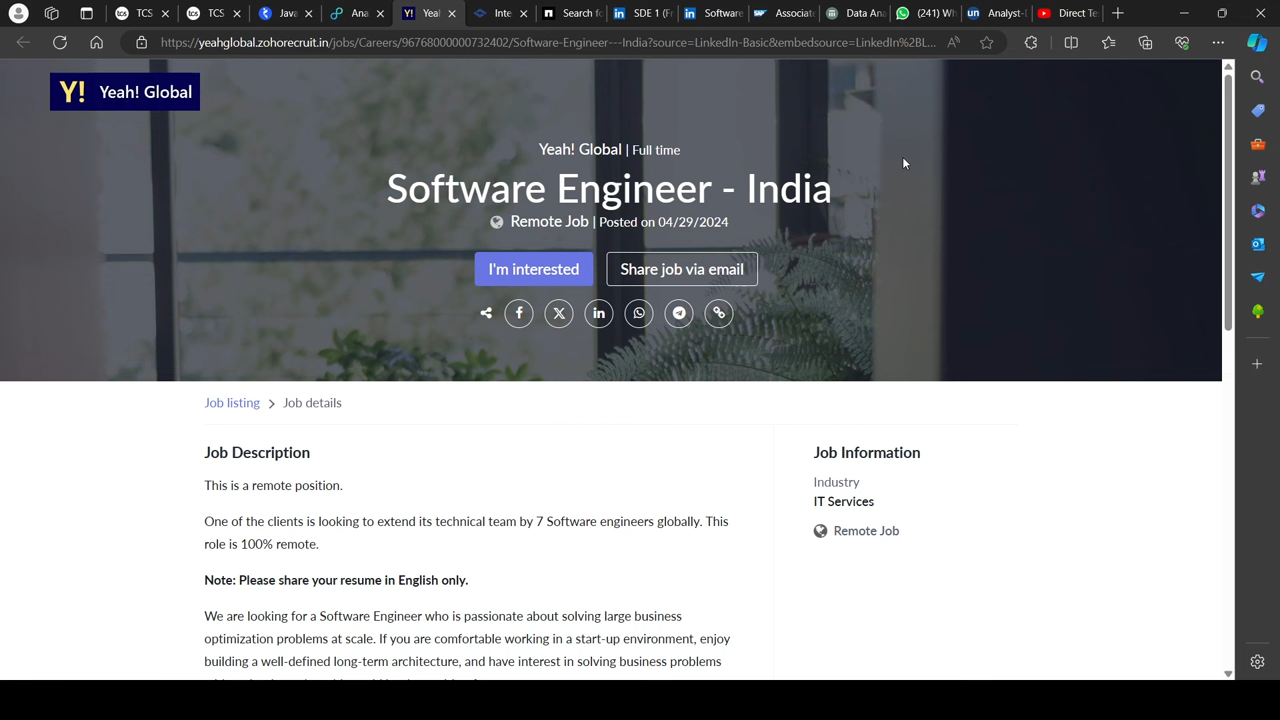 TCS
TCS
Java
Ana
Yeal
Inte
Search fo
SDE 1 (Fr
Software
Associate
Data Ana
(241) Wh
Analyst-I
Direct Te
https://yeahglobal.zohorecruit.in/jobs/Careers/96768000000732402/Software-Engineer---India?source=LinkedIn-Basic&embedsource=LinkedIn%2BL...
Y! Yeah! Global
Yeah! Global | Full time
Software Engineer - India
Remote Job | Posted on 04/29/2024
I'm interested
Share job via email
Job listing > Job details
Job Description
This is a remote position.
One of the clients is looking to extend its technical team by 7 Software engineers globally. This
role is 100% remote.
Note: Please share your resume in English only.
We are looking for a Software Engineer who is passionate about solving large business
optimization problems at scale. If you are comfortable working in a start-up environment, enjoy
building a well-defined long-term architecture, and have interest in solving business problems
Job Information
Industry
IT Services
Remote Job